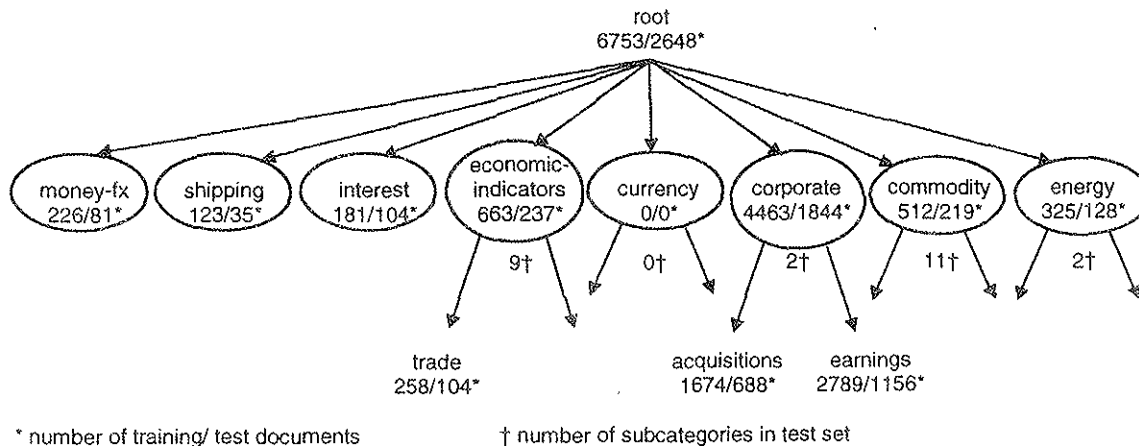 root
6753/2648*
money-fx
226/81*
shipping
123/35*
interest
181/104*
economic-
indicators
663/237*
currency
0/0*
corporate
4463/1844*
commodity
512/219*
energy
325/128*
9†
0†
2†
11†
2†
trade
258/104*
acquisitions
1674/688*
earnings
2789/1156*
* number of training/ test documents
† number of subcategories in test set